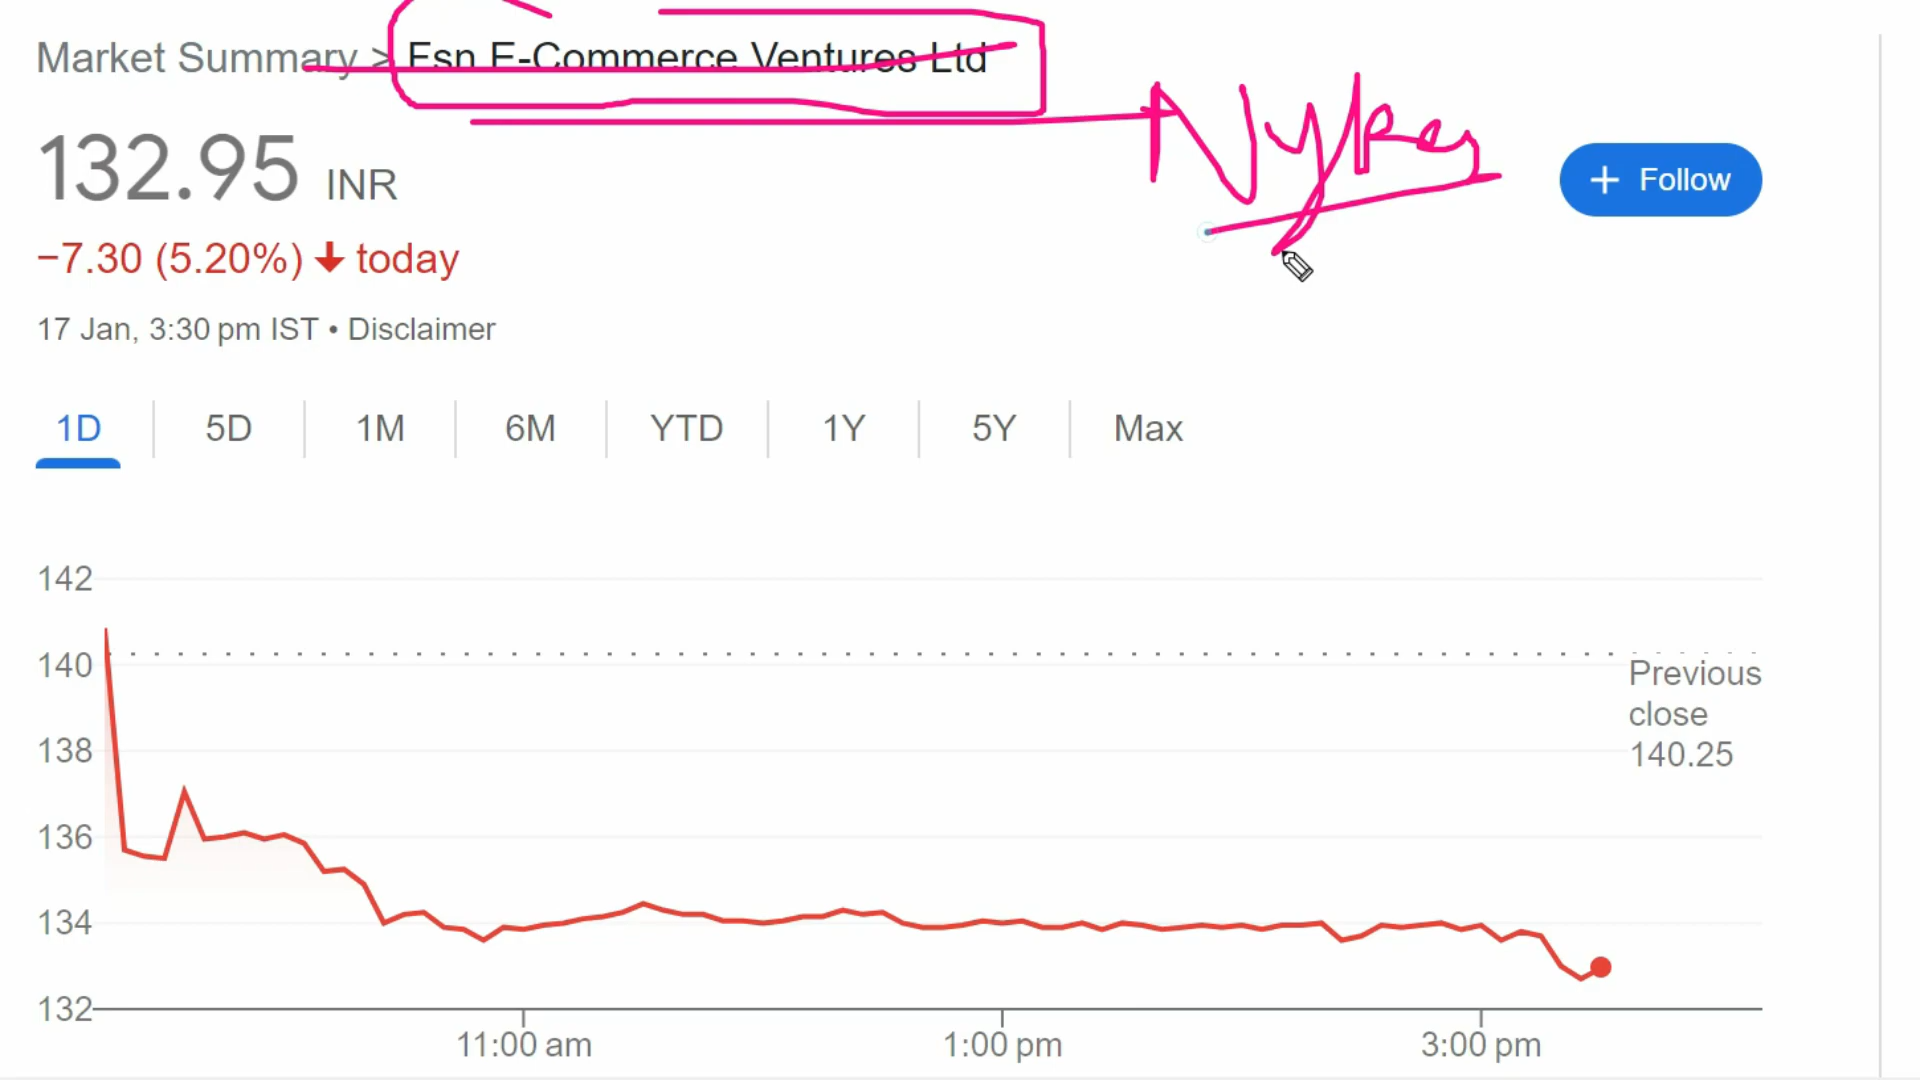 Market Summary > Fsn E-Commerce Ventures Ltd
Nykaa
132.95 INR
+ Follow
−7.30 (5.20%) ↓ today
17 Jan, 3:30 pm IST • Disclaimer
1D 5D 1M 6M YTD 1Y 5Y Max
142
140
Previous
close
140.25
138
136
134
132
11:00 am 1:00 pm 3:00 pm